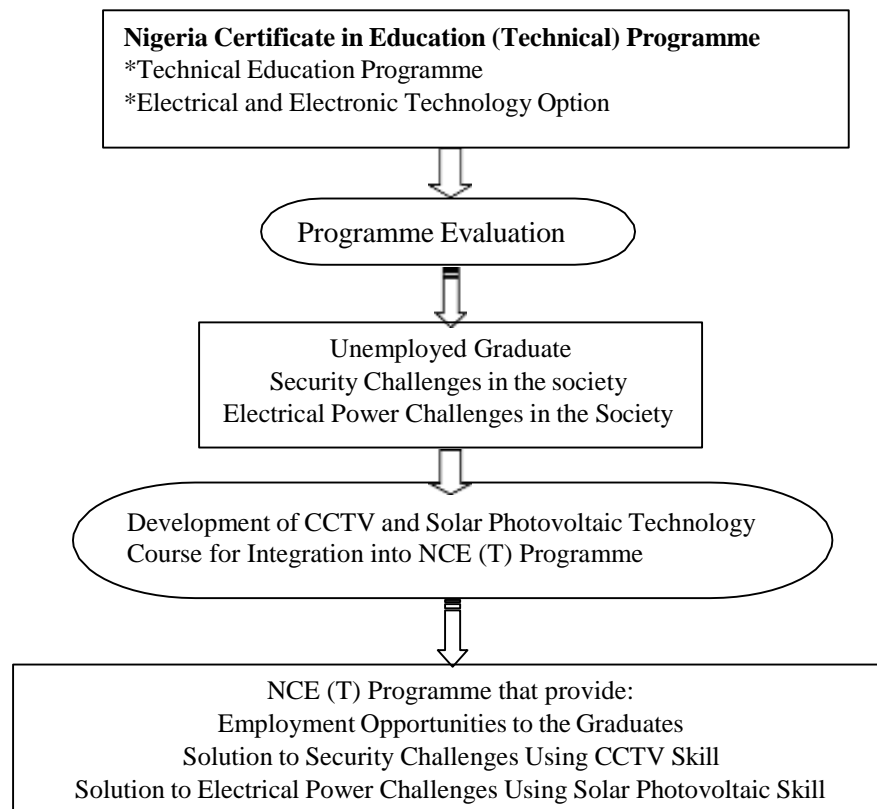 Nigeria Certificate in Education (Technical) Programme
*Technical Education Programme
*Electrical and Electronic Technology Option
Programme Evaluation
Unemployed Graduate
Security Challenges in the society
Electrical Power Challenges in the Society
Development of CCTV and Solar Photovoltaic Technology
Course for Integration into NCE (T) Programme
NCE (T) Programme that provide:
Employment Opportunities to the Graduates
Solution to Security Challenges Using CCTV Skill
Solution to Electrical Power Challenges Using Solar Photovoltaic Skill